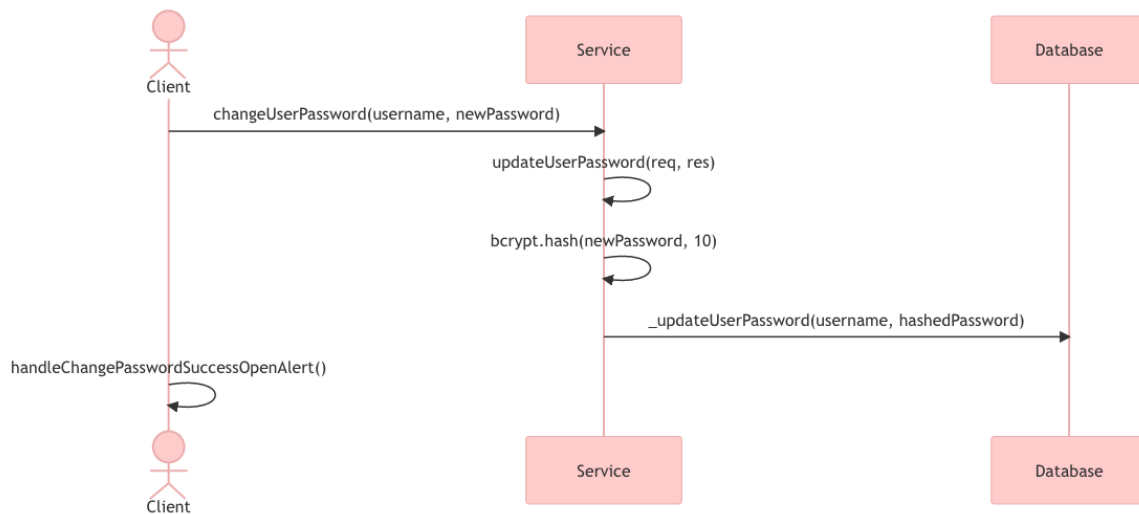 Client
Service
Database
changeUserPassword(username, newPassword)
updateUserPassword(req, res)
bcrypt.hash(newPassword, 10)
_updateUserPassword(username, hashedPassword)
handleChangePasswordSuccessOpenAlert()
Client
Service
Database